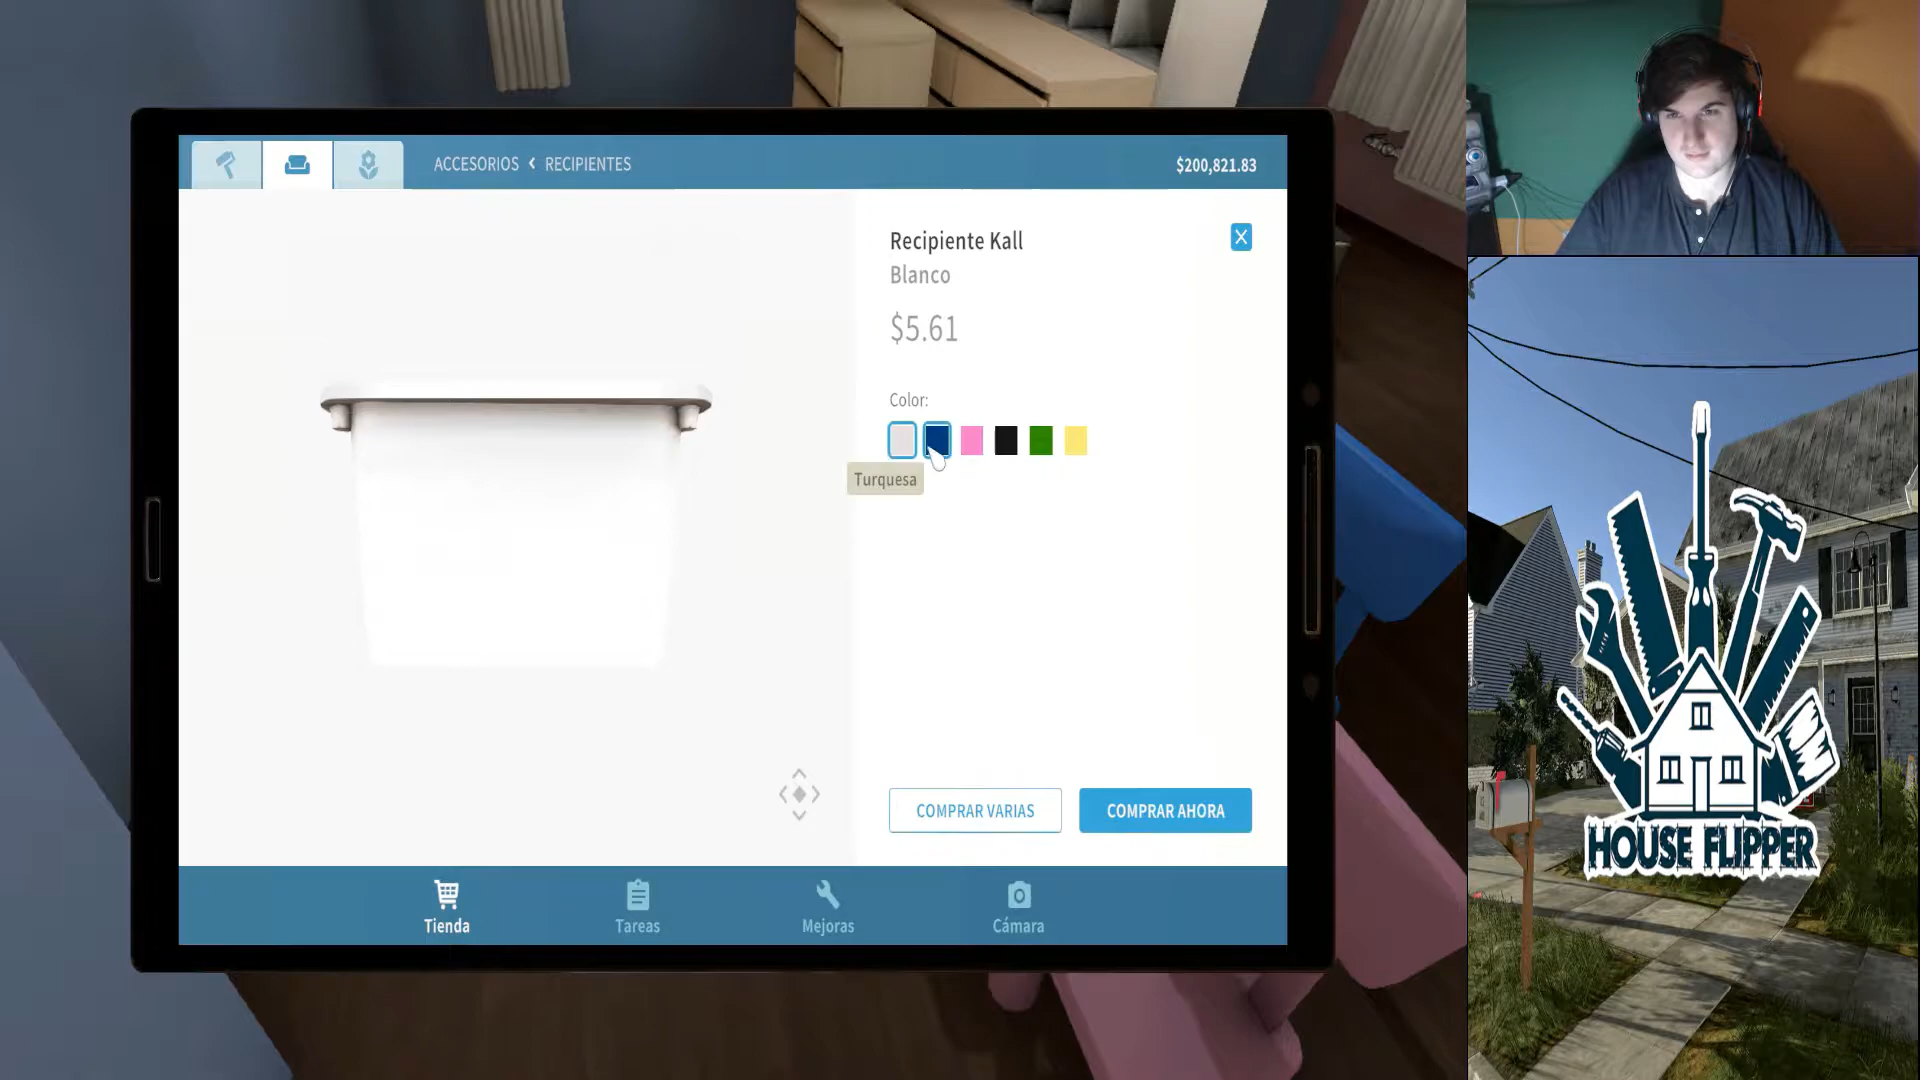 ACCESORIOS < RECIPIENTES
$200,821.83
Recipiente Kall
X
Blanco
$5.61
Color:
Turquesa
COMPRAR VARIAS
COMPRAR AHORA
Tienda
Tareas
Mejoras
Cámara
HOUSE FLIPPER